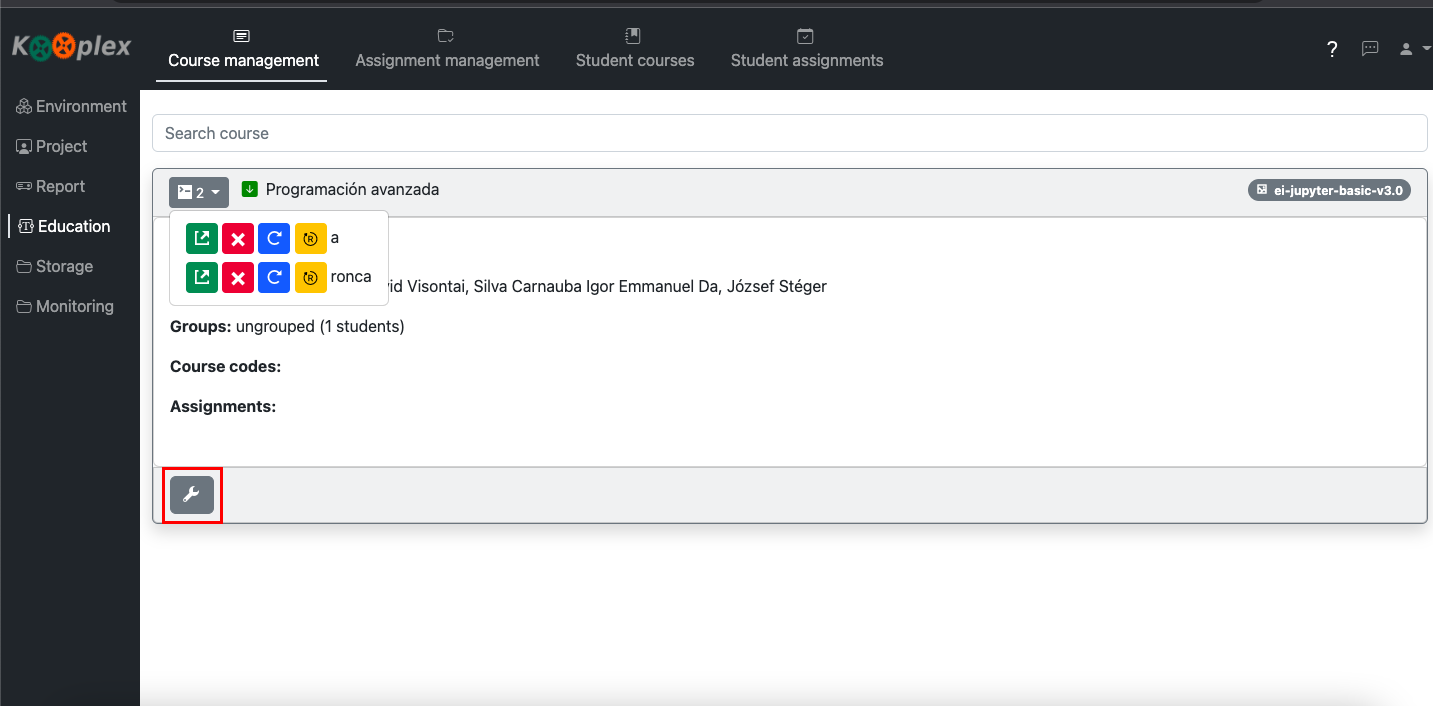 Kooplex
Course management
Assignment management
Student courses
Student assignments
?
Environment
Project
Report
Education
Storage
Monitoring
Search course
2
Programación avanzada
ei-jupyter-basic-v3.0
R a
R ronca
id Visontai, Silva Carnauba Igor Emmanuel Da, József Stéger
Groups: ungrouped (1 students)
Course codes:
Assignments: